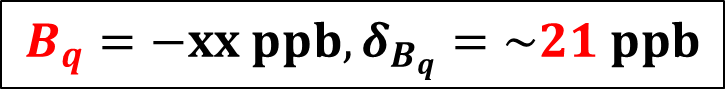 B_q = −xx ppb, δ_{B_q} = ~21 ppb